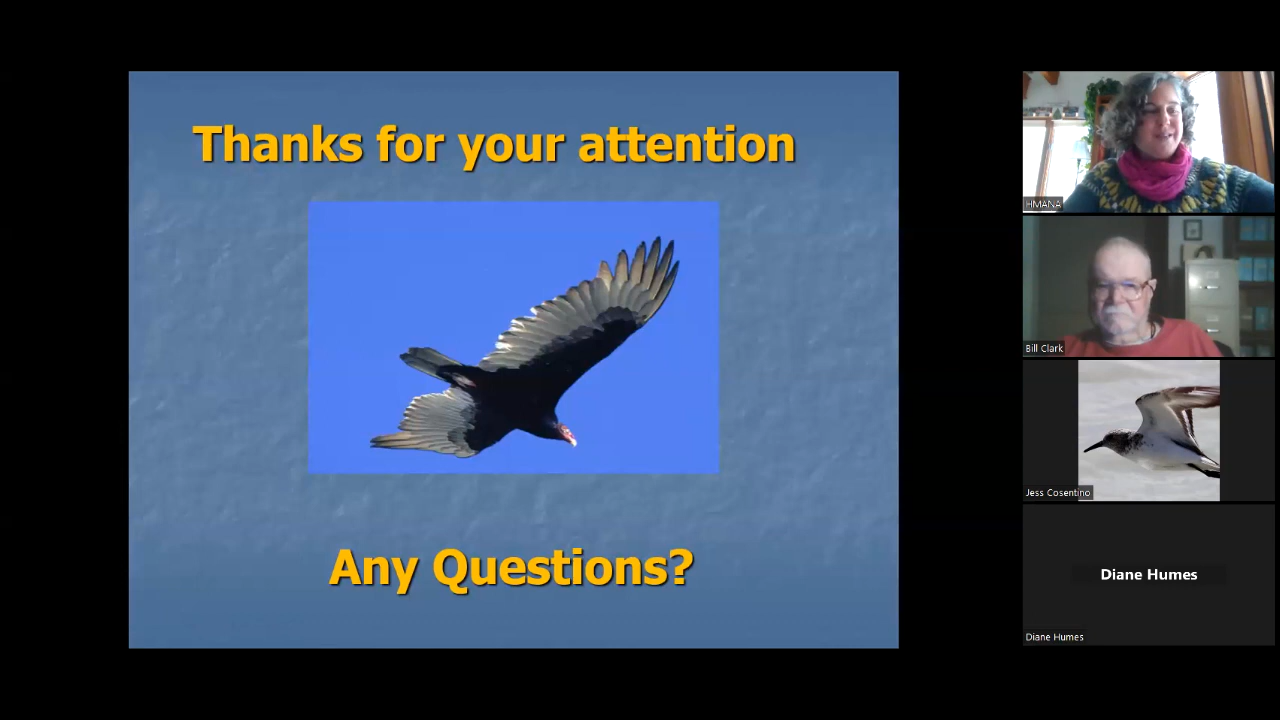 Thanks for your attention
Any Questions?
HMANA
Bill Clark
Jess Cosentino
Diane Humes
Diane Humes